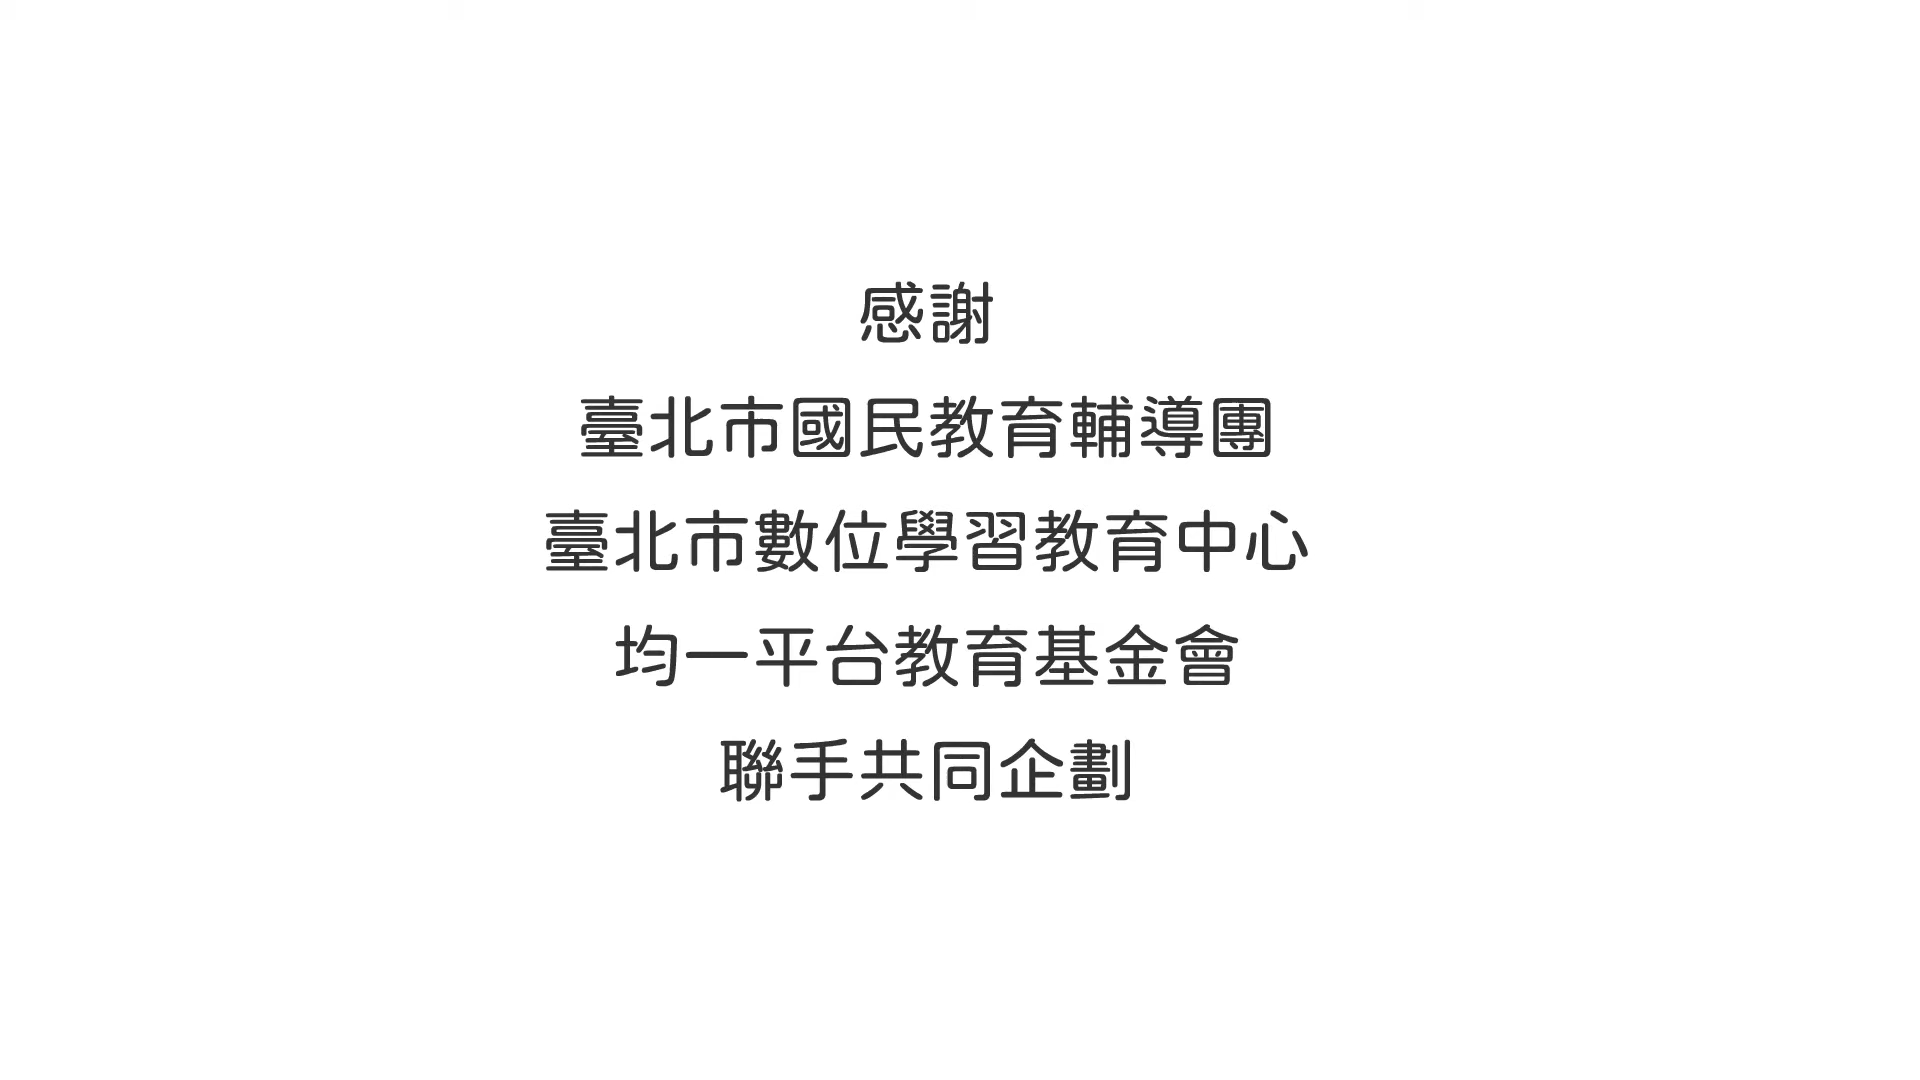 感謝
臺北市國民教育輔導團
臺北市數位學習教育中心
均一平台教育基金會
聯手共同企劃